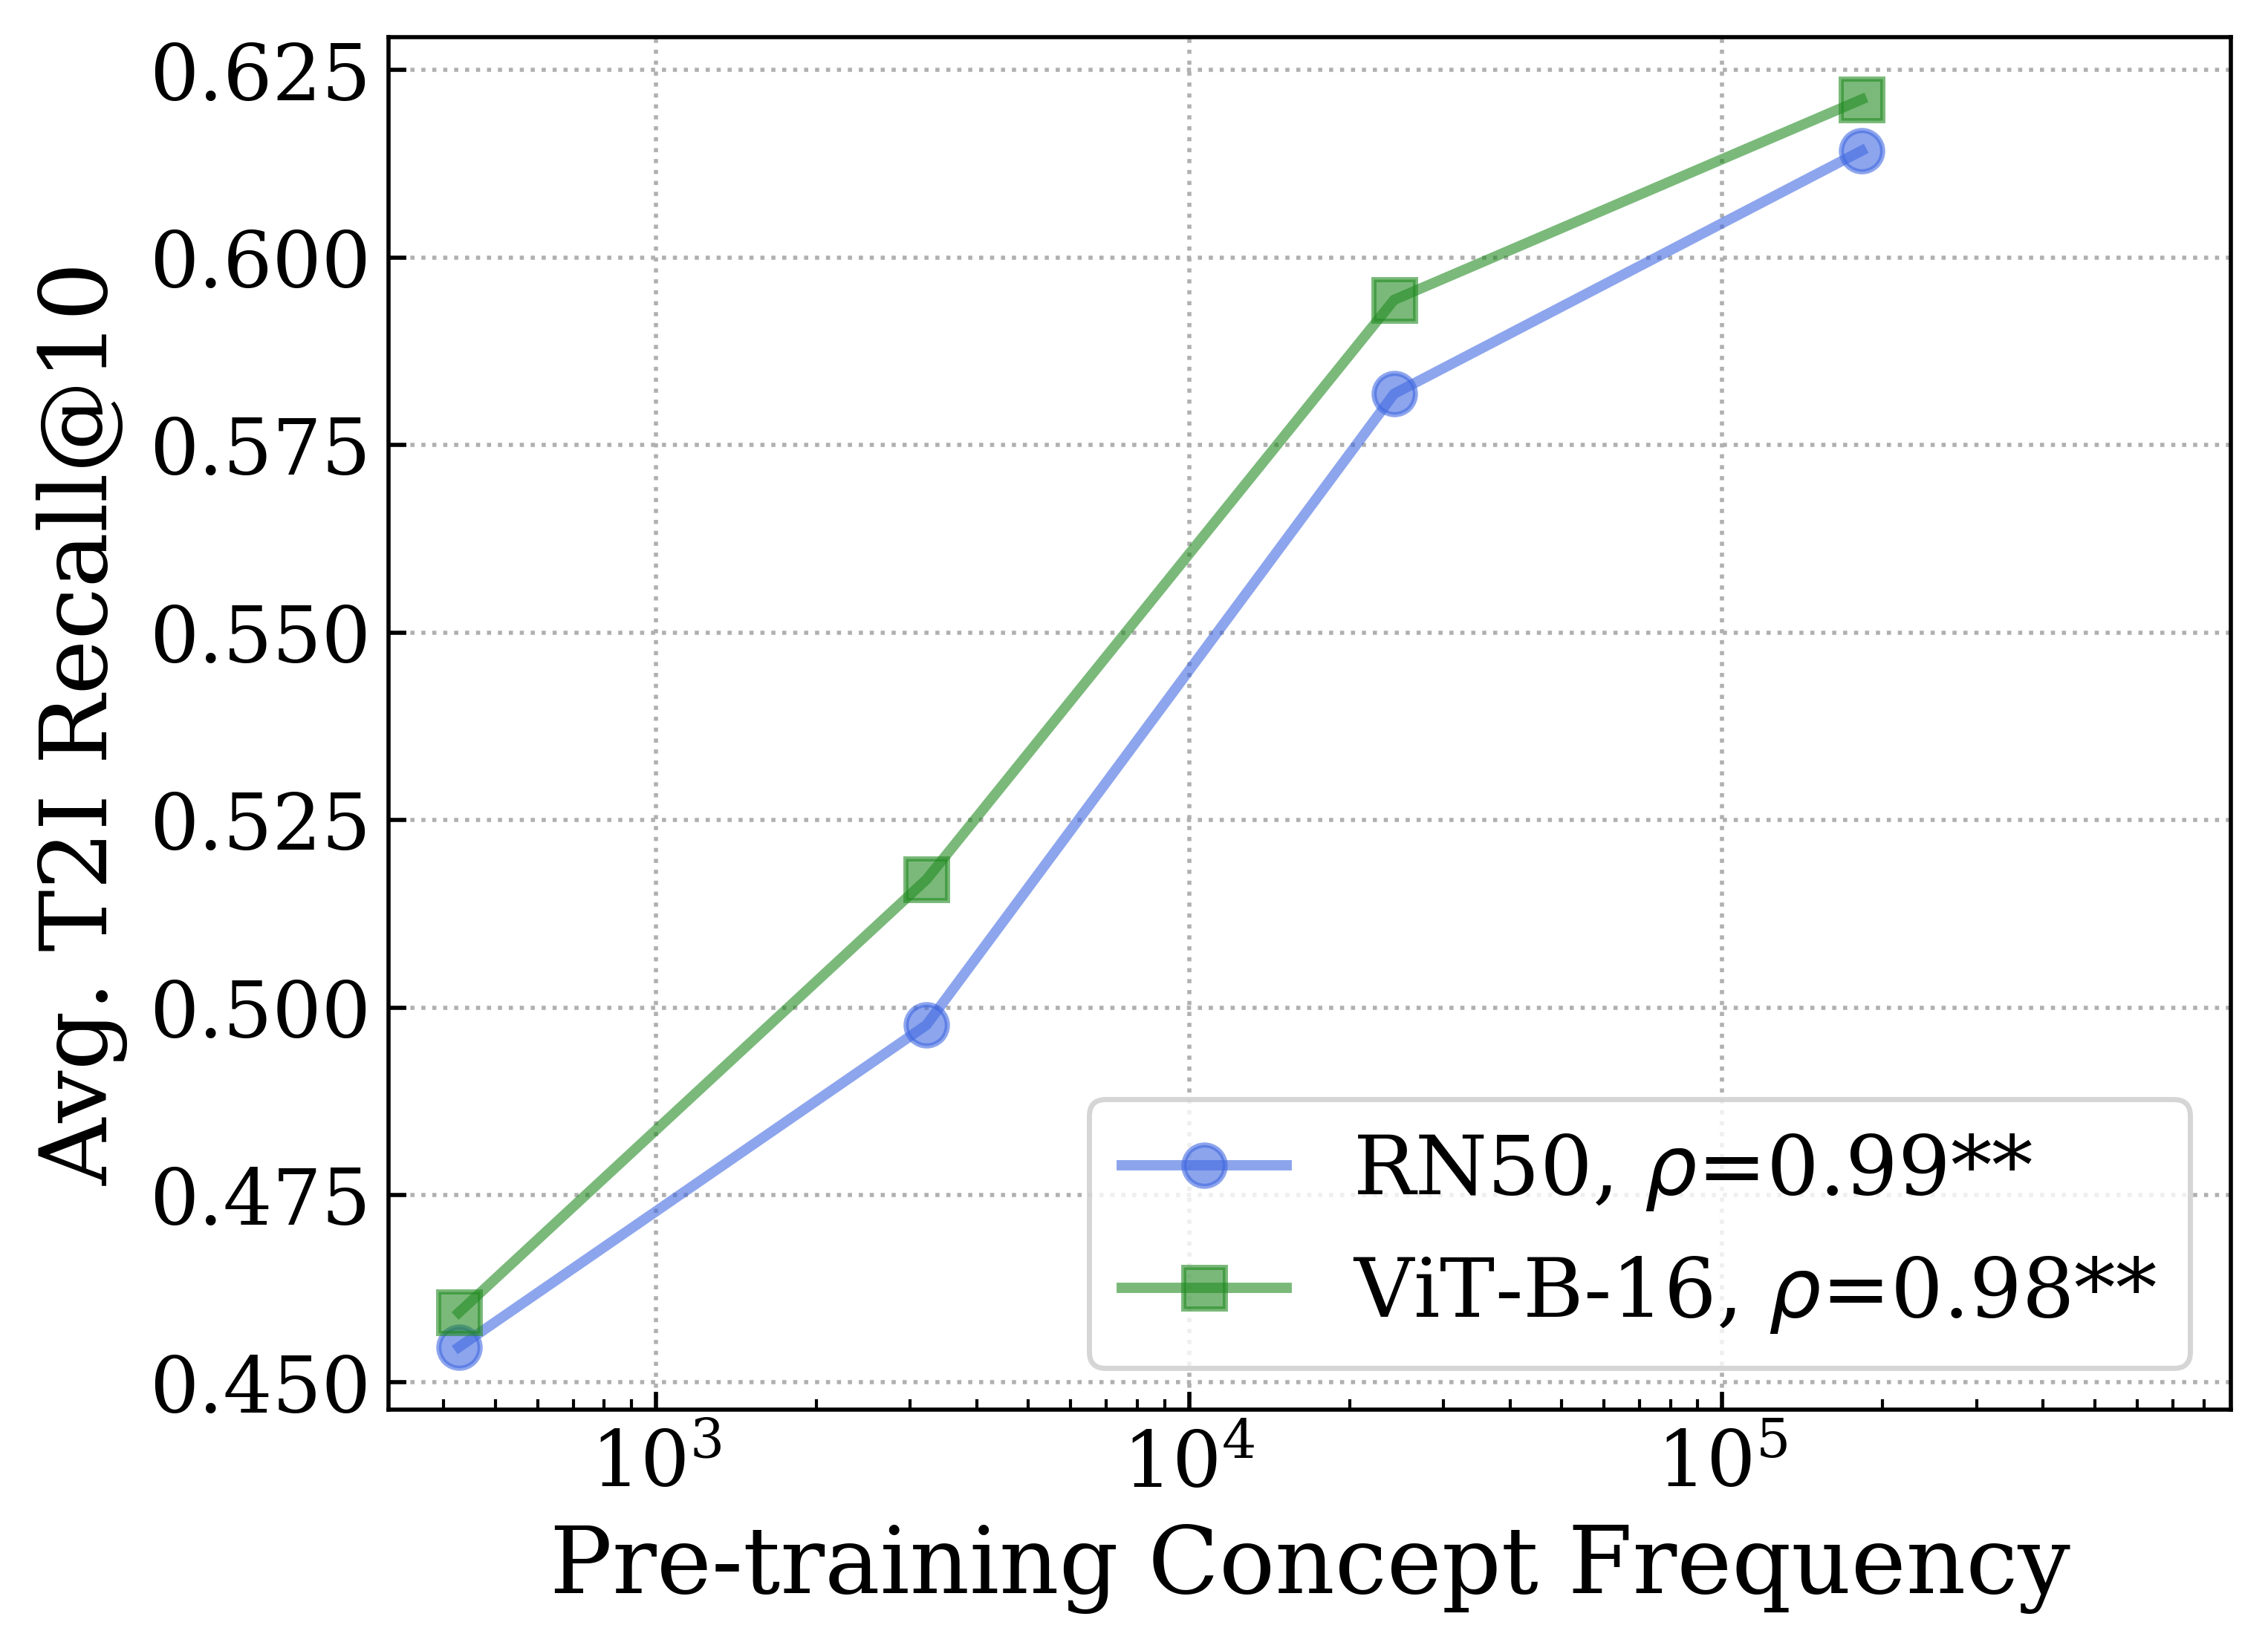 Avg. T2I Recall@10
0.625
0.600
0.575
0.550
0.525
0.500
0.475
0.450
RN50, ρ=0.99**
ViT-B-16, ρ=0.98**
10³ 10⁴ 10⁵
Pre-training Concept Frequency